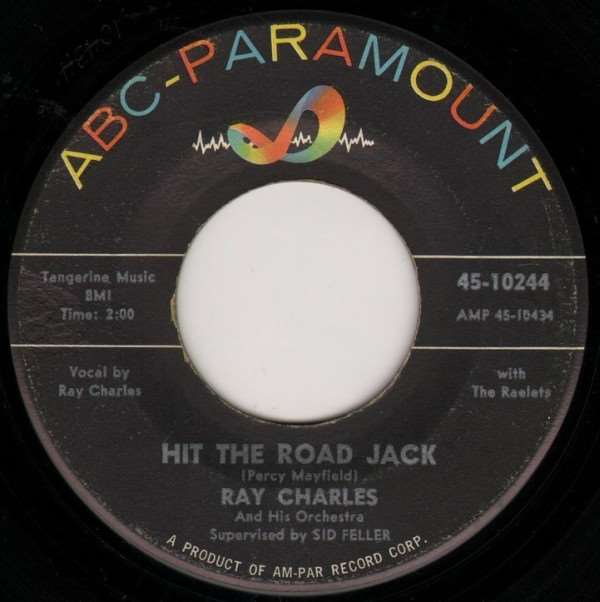 ABC-PARAMOUNT
Tangerine Music
BMI
Time: 2:00
45-10244
AMP 45-10434
Vocal by
Ray Charles
with
The Raelets
HIT THE ROAD JACK
(Percy Mayfield)
RAY CHARLES
And His Orchestra
Supervised by SID FELLER
A PRODUCT OF AM-PAR RECORD CORP.